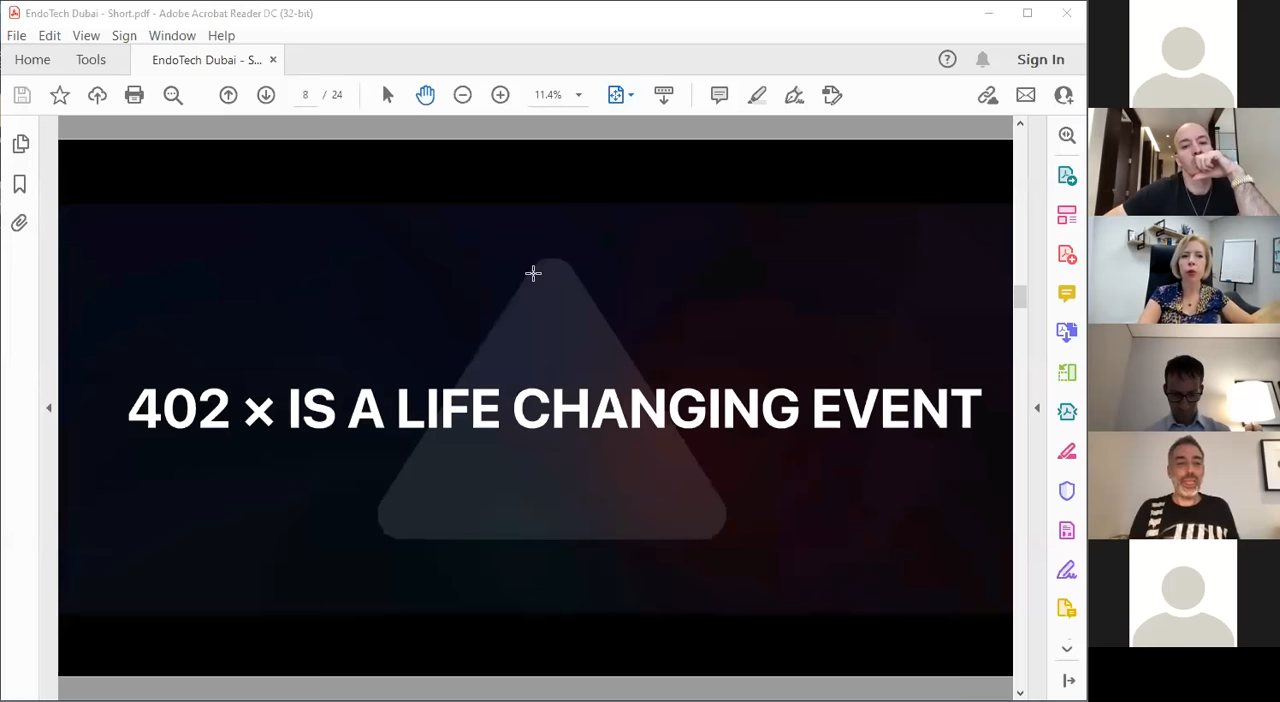 EndoTech Dubai - Short.pdf - Adobe Acrobat Reader DC (32-bit)
File Edit View Sign Window Help
Home Tools EndoTech Dubai - S... × Sign In
8 / 24 11.4%
402 × IS A LIFE CHANGING EVENT